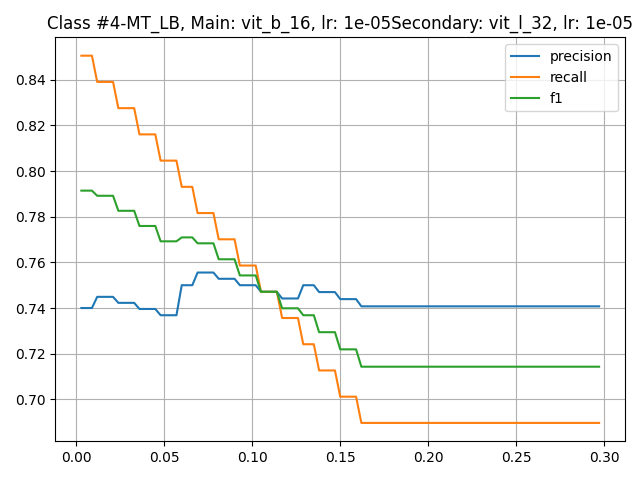 Class #4-MT_LB, Main: vit_b_16, lr: 1e-05Secondary: vit_l_32, lr: 1e-05
precision
recall
f1
0.84
0.82
0.80
0.78
0.76
0.74
0.72
0.70
0.00 0.05 0.10 0.15 0.20 0.25 0.30